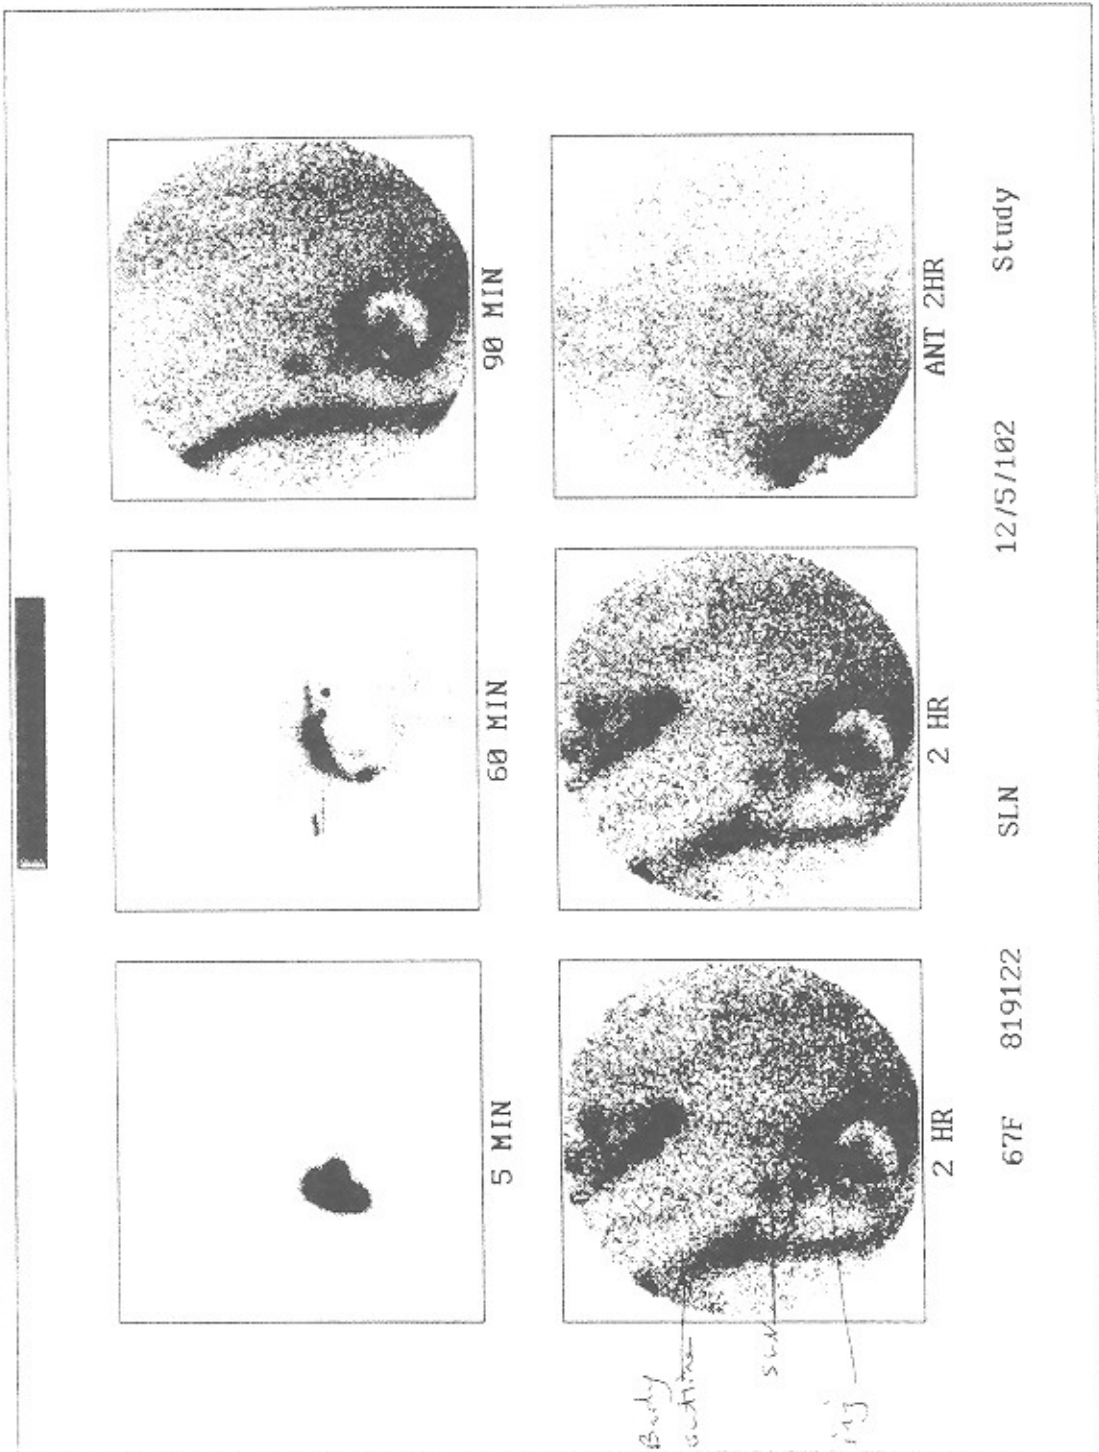 5 MIN
60 MIN
90 MIN
2 HR
2 HR
ANT 2HR
Body
outline
SLN
inj
67F 819122 SLN 12/5/102 Study